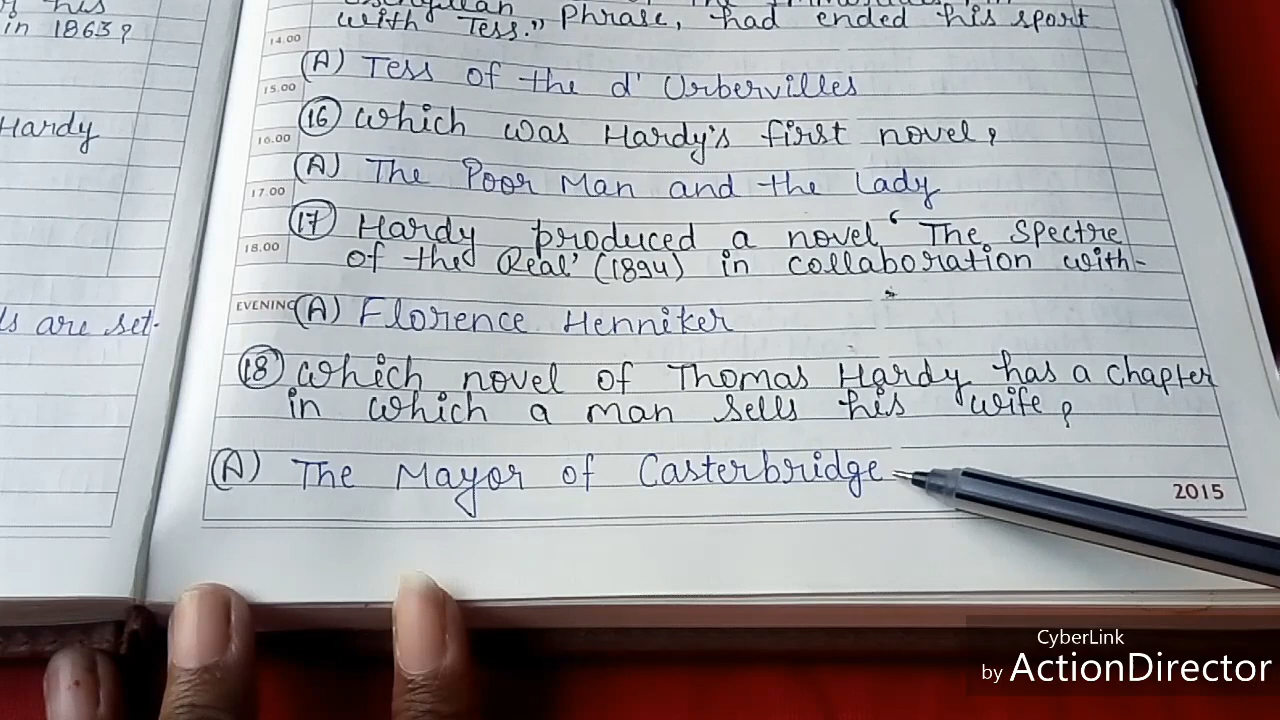 his
in 1863?
Hardy
ls are set-
with Tess." Phrase, had ended his sport
14.00
(A) Tess of the d' Urbervilles
15.00
16 Which was Hardy's first novel?
16.00
(A) The Poor Man and the Lady
17.00
17 Hardy produced a novel ‘The Spectre
18.00
of the Real’ (1894) in collaboration with-
EVENING
(A) Florence Henniker
18 Which novel of Thomas Hardy has a chapter
in which a man sells his wife?
(A) The Mayor of Casterbridge
2015
CyberLink
by ActionDirector